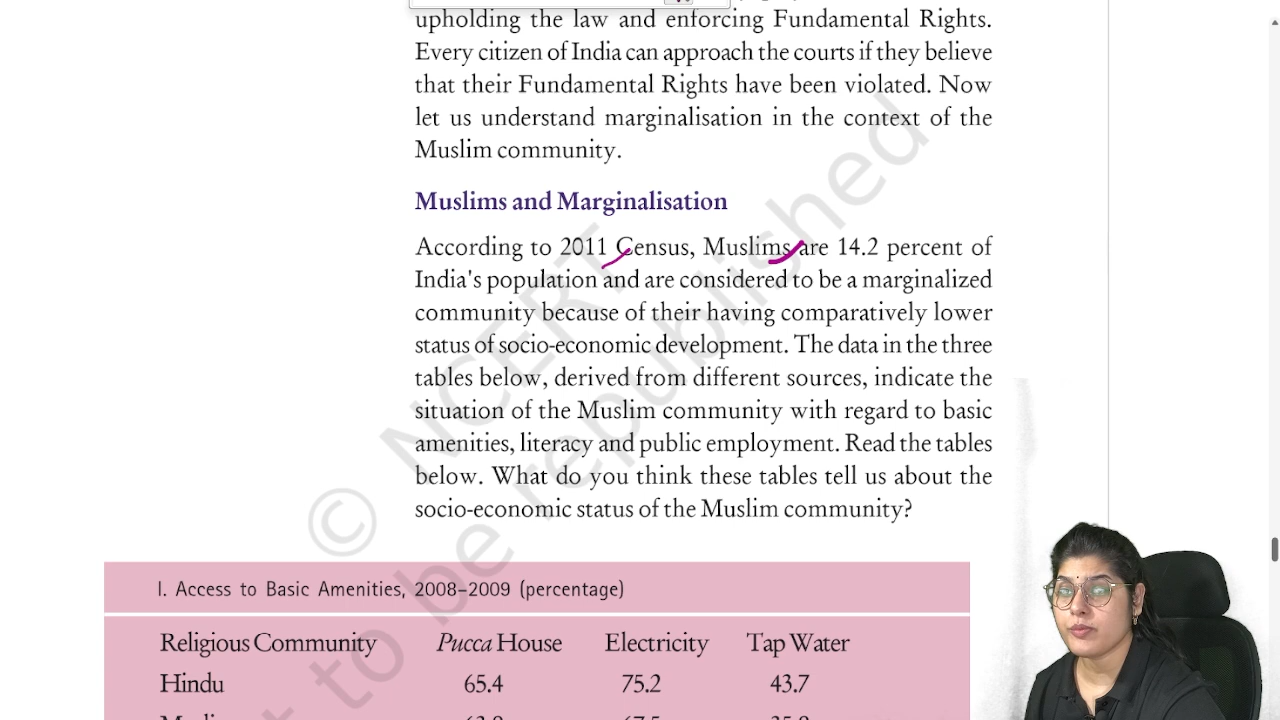 upholding the law and enforcing Fundamental Rights.
Every citizen of India can approach the courts if they believe
that their Fundamental Rights have been violated. Now
let us understand marginalisation in the context of the
Muslim community.
Muslims and Marginalisation
According to 2011 Census, Muslims are 14.2 percent of
India's population and are considered to be a marginalized
community because of their having comparatively lower
status of socio-economic development. The data in the three
tables below, derived from different sources, indicate the
situation of the Muslim community with regard to basic
amenities, literacy and public employment. Read the tables
below. What do you think these tables tell us about the
socio-economic status of the Muslim community?
I. Access to Basic Amenities, 2008–2009 (percentage)
Religious Community Pucca House Electricity Tap Water
Hindu 65.4 75.2 43.7
© NCERT
to be republished